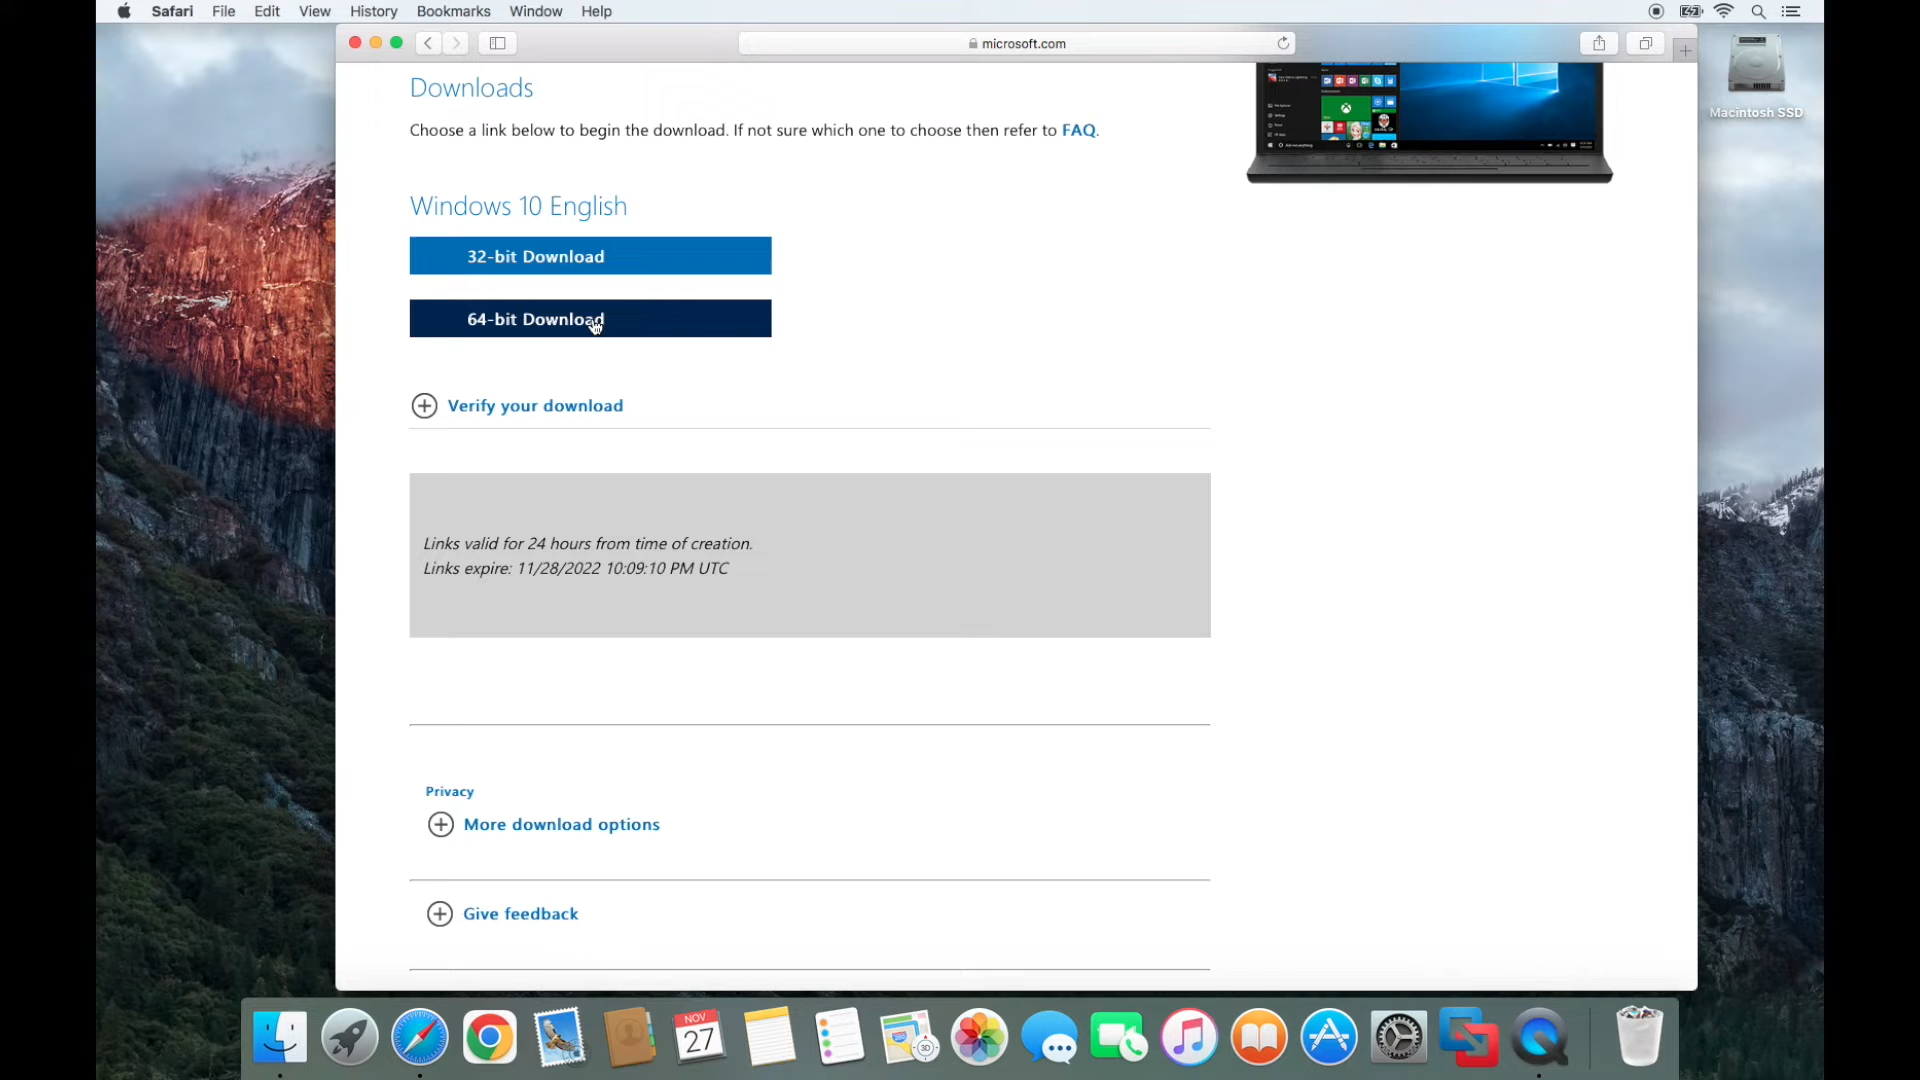 Safari File Edit View History Bookmarks Window Help
microsoft.com
Macintosh SSD
Downloads
Choose a link below to begin the download. If not sure which one to choose then refer to FAQ.
Windows 10 English
32-bit Download
64-bit Download
Verify your download
Links valid for 24 hours from time of creation.
Links expire: 11/28/2022 10:09:10 PM UTC
Privacy
More download options
Give feedback
NOV
27
3D